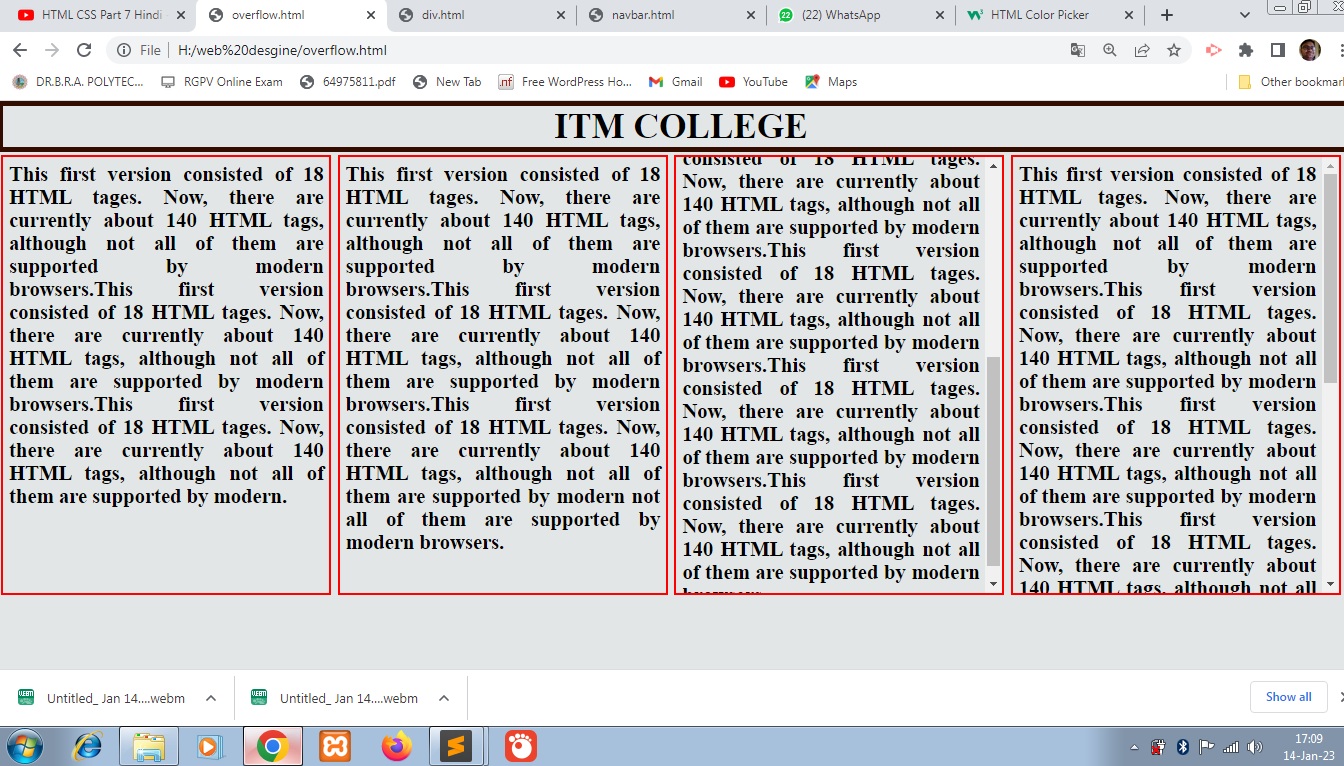 HTML CSS Part 7 Hindi
overflow.html
div.html
navbar.html
22
(22) WhatsApp
HTML Color Picker
File
H:/web%20desgine/overflow.html
DR.B.R.A. POLYTEC...
RGPV Online Exam
64975811.pdf
New Tab
.nf
Free WordPress Ho...
Gmail
YouTube
Maps
Other bookmar
ITM COLLEGE
This first version consisted of 18
HTML tages. Now, there are
currently about 140 HTML tags,
although not all of them are
supported by modern
browsers.This first version
consisted of 18 HTML tages. Now,
there are currently about 140
HTML tags, although not all of
them are supported by modern
browsers.This first version
consisted of 18 HTML tages. Now,
there are currently about 140
HTML tags, although not all of
them are supported by modern.
This first version consisted of 18
HTML tages. Now, there are
currently about 140 HTML tags,
although not all of them are
supported by modern
browsers.This first version
consisted of 18 HTML tages. Now,
there are currently about 140
HTML tags, although not all of
them are supported by modern
browsers.This first version
consisted of 18 HTML tages. Now,
there are currently about 140
HTML tags, although not all of
them are supported by modern not
all of them are supported by
modern browsers.
consisted of 18 HTML tages.
Now, there are currently about
140 HTML tags, although not all
of them are supported by modern
browsers.This first version
consisted of 18 HTML tages.
Now, there are currently about
140 HTML tags, although not all
of them are supported by modern
browsers.This first version
consisted of 18 HTML tages.
Now, there are currently about
140 HTML tags, although not all
of them are supported by modern
browsers.This first version
consisted of 18 HTML tages.
Now, there are currently about
140 HTML tags, although not all
of them are supported by modern
This first version consisted of 18
HTML tages. Now, there are
currently about 140 HTML tags,
although not all of them are
supported by modern
browsers.This first version
consisted of 18 HTML tages.
Now, there are currently about
140 HTML tags, although not all
of them are supported by modern
browsers.This first version
consisted of 18 HTML tages.
Now, there are currently about
140 HTML tags, although not all
of them are supported by modern
browsers.This first version
consisted of 18 HTML tages.
Now, there are currently about
140 HTML tags, although not all
Untitled_ Jan 14....webm
Untitled_ Jan 14....webm
Show all
17:09
14-Jan-23